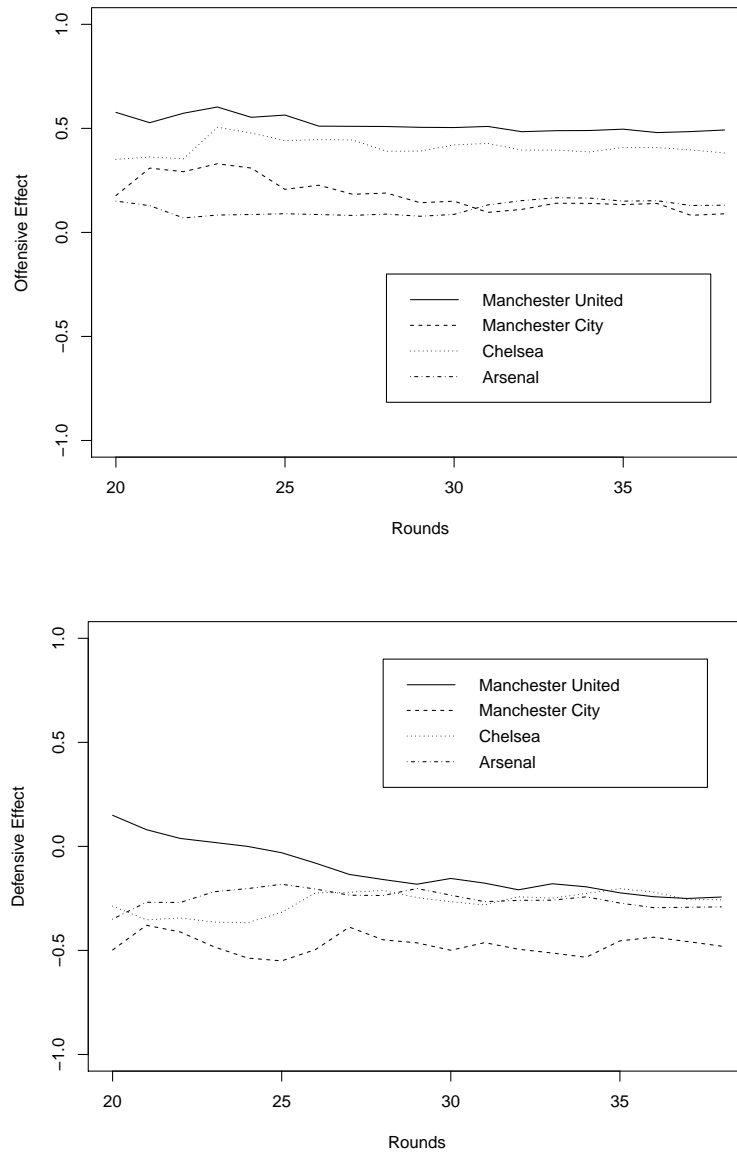 1.0
0.5
0.0
−0.5
−1.0
Offensive Effect
Manchester United
Manchester City
Chelsea
Arsenal
20 25 30 35
Rounds
1.0
0.5
0.0
−0.5
−1.0
Defensive Effect
Manchester United
Manchester City
Chelsea
Arsenal
20 25 30 35
Rounds